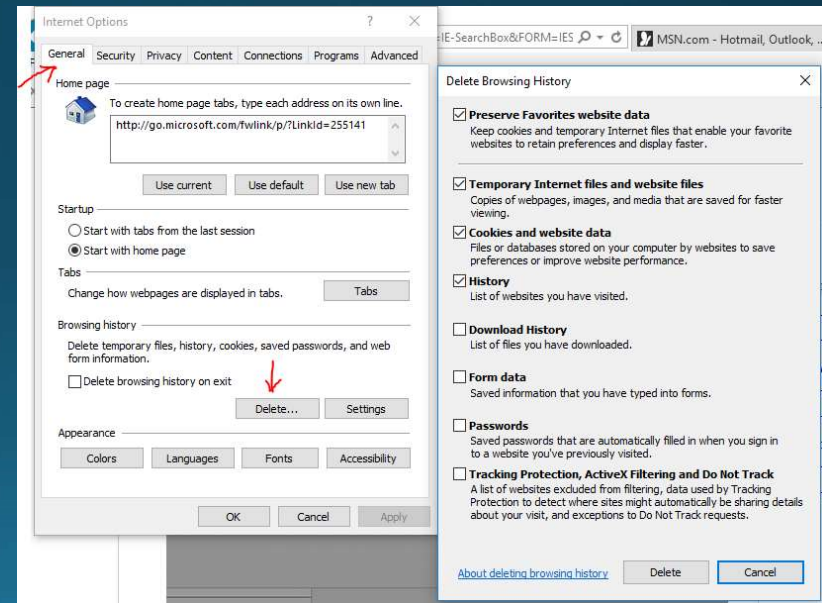 Internet Options
General Security Privacy Content Connections Programs Advanced
Home page
To create home page tabs, type each address on its own line.
http://go.microsoft.com/fwlink/p/?LinkId=255141
Use current Use default Use new tab
Startup
Start with tabs from the last session
Start with home page
Tabs
Change how webpages are displayed in tabs. Tabs
Browsing history
Delete temporary files, history, cookies, saved passwords, and web
form information.
Delete browsing history on exit
Delete... Settings
Appearance
Colors Languages Fonts Accessibility
OK Cancel Apply
=IE-SearchBox&FORM=IES MSN.com - Hotmail, Outlook, ...
Delete Browsing History
Preserve Favorites website data
Keep cookies and temporary Internet files that enable your favorite
websites to retain preferences and display faster.
Temporary Internet files and website files
Copies of webpages, images, and media that are saved for faster
viewing.
Cookies and website data
Files or databases stored on your computer by websites to save
preferences or improve website performance.
History
List of websites you have visited.
Download History
List of files you have downloaded.
Form data
Saved information that you have typed into forms.
Passwords
Saved passwords that are automatically filled in when you sign in
to a website you've previously visited.
Tracking Protection, ActiveX Filtering and Do Not Track
A list of websites excluded from filtering, data used by Tracking
Protection to detect where sites might automatically be sharing details
about your visit, and exceptions to Do Not Track requests.
About deleting browsing history Delete Cancel